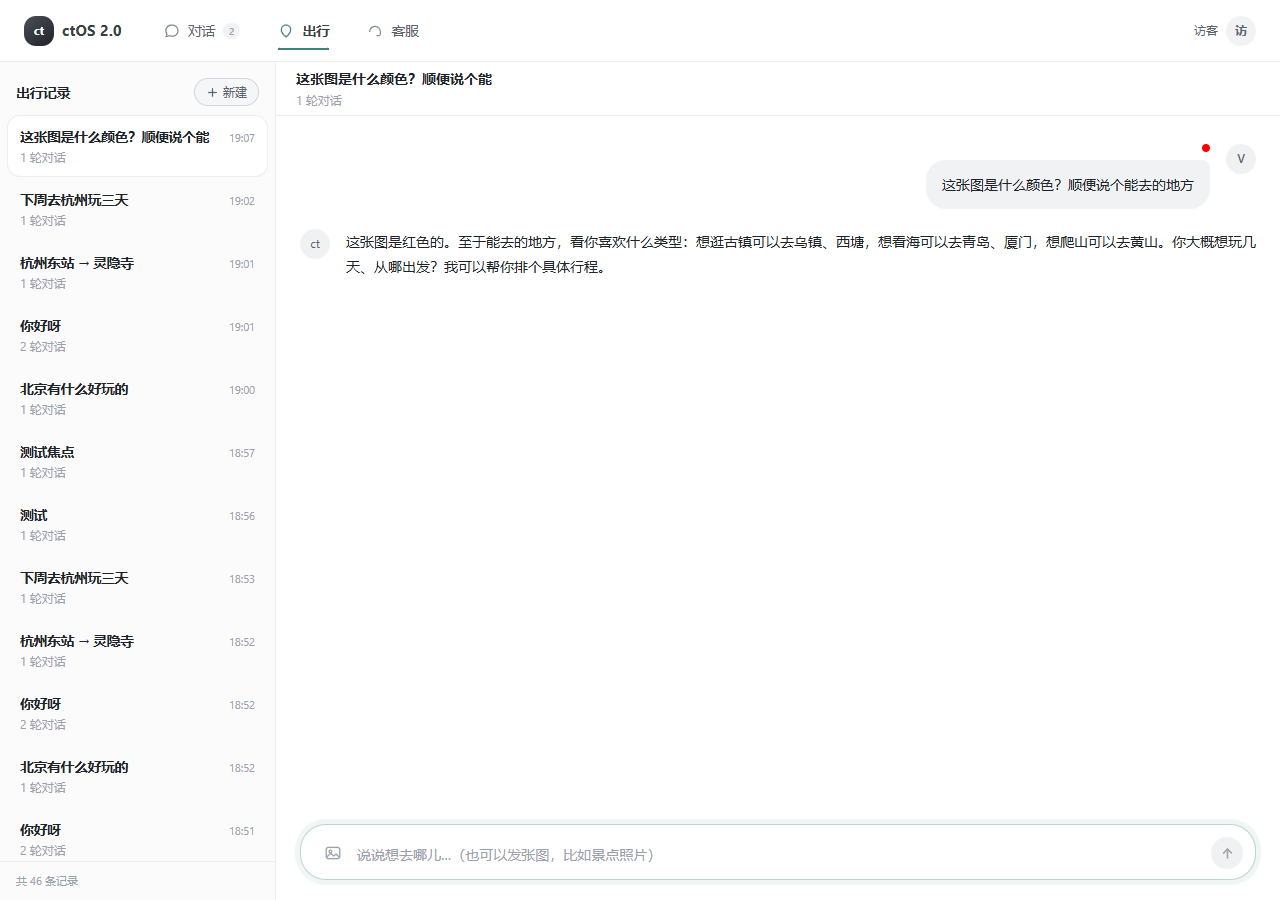 ct ctOS 2.0 对话 2 出行 客服 访客 访
出行记录 + 新建
这张图是什么颜色？顺便说个能 19:07
1 轮对话
下周去杭州玩三天 19:02
1 轮对话
杭州东站 → 灵隐寺 19:01
1 轮对话
你好呀 19:01
2 轮对话
北京有什么好玩的 19:00
1 轮对话
测试焦点 18:57
1 轮对话
测试 18:56
1 轮对话
下周去杭州玩三天 18:53
1 轮对话
杭州东站 → 灵隐寺 18:52
1 轮对话
你好呀 18:52
2 轮对话
北京有什么好玩的 18:52
1 轮对话
你好呀 18:51
2 轮对话
共 46 条记录
这张图是什么颜色？顺便说个能
1 轮对话
V
这张图是什么颜色？顺便说个能去的地方
ct
这张图是红色的。至于能去的地方，看你喜欢什么类型：想逛古镇可以去乌镇、西塘，想看海可以去青岛、厦门，想爬山可以去黄山。你大概想玩几
天、从哪出发？我可以帮你排个具体行程。
说说想去哪儿...（也可以发张图，比如景点照片）